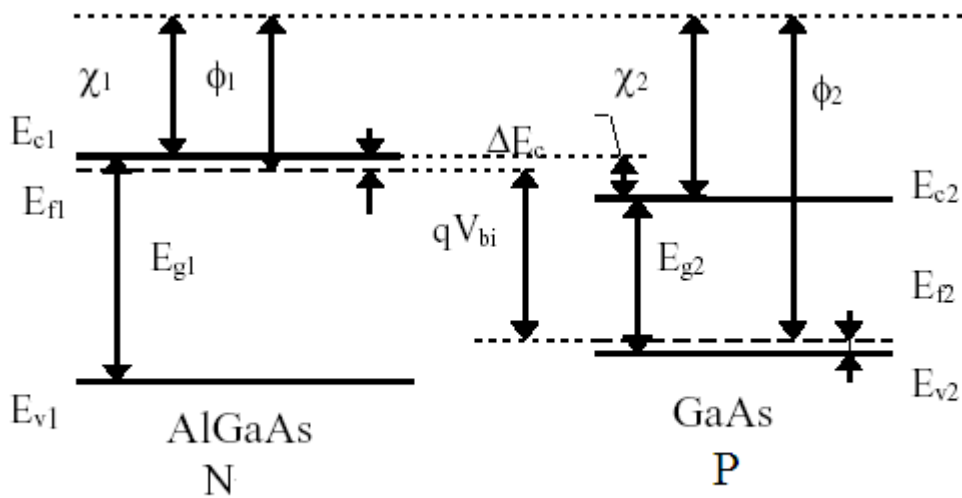 χ1 ϕ1 χ2 ϕ2
Ec1 ΔEc Ec2
Ef1 qVbi
Eg1 Eg2 Ef2
Ev1 Ev2
AlGaAs GaAs
N P